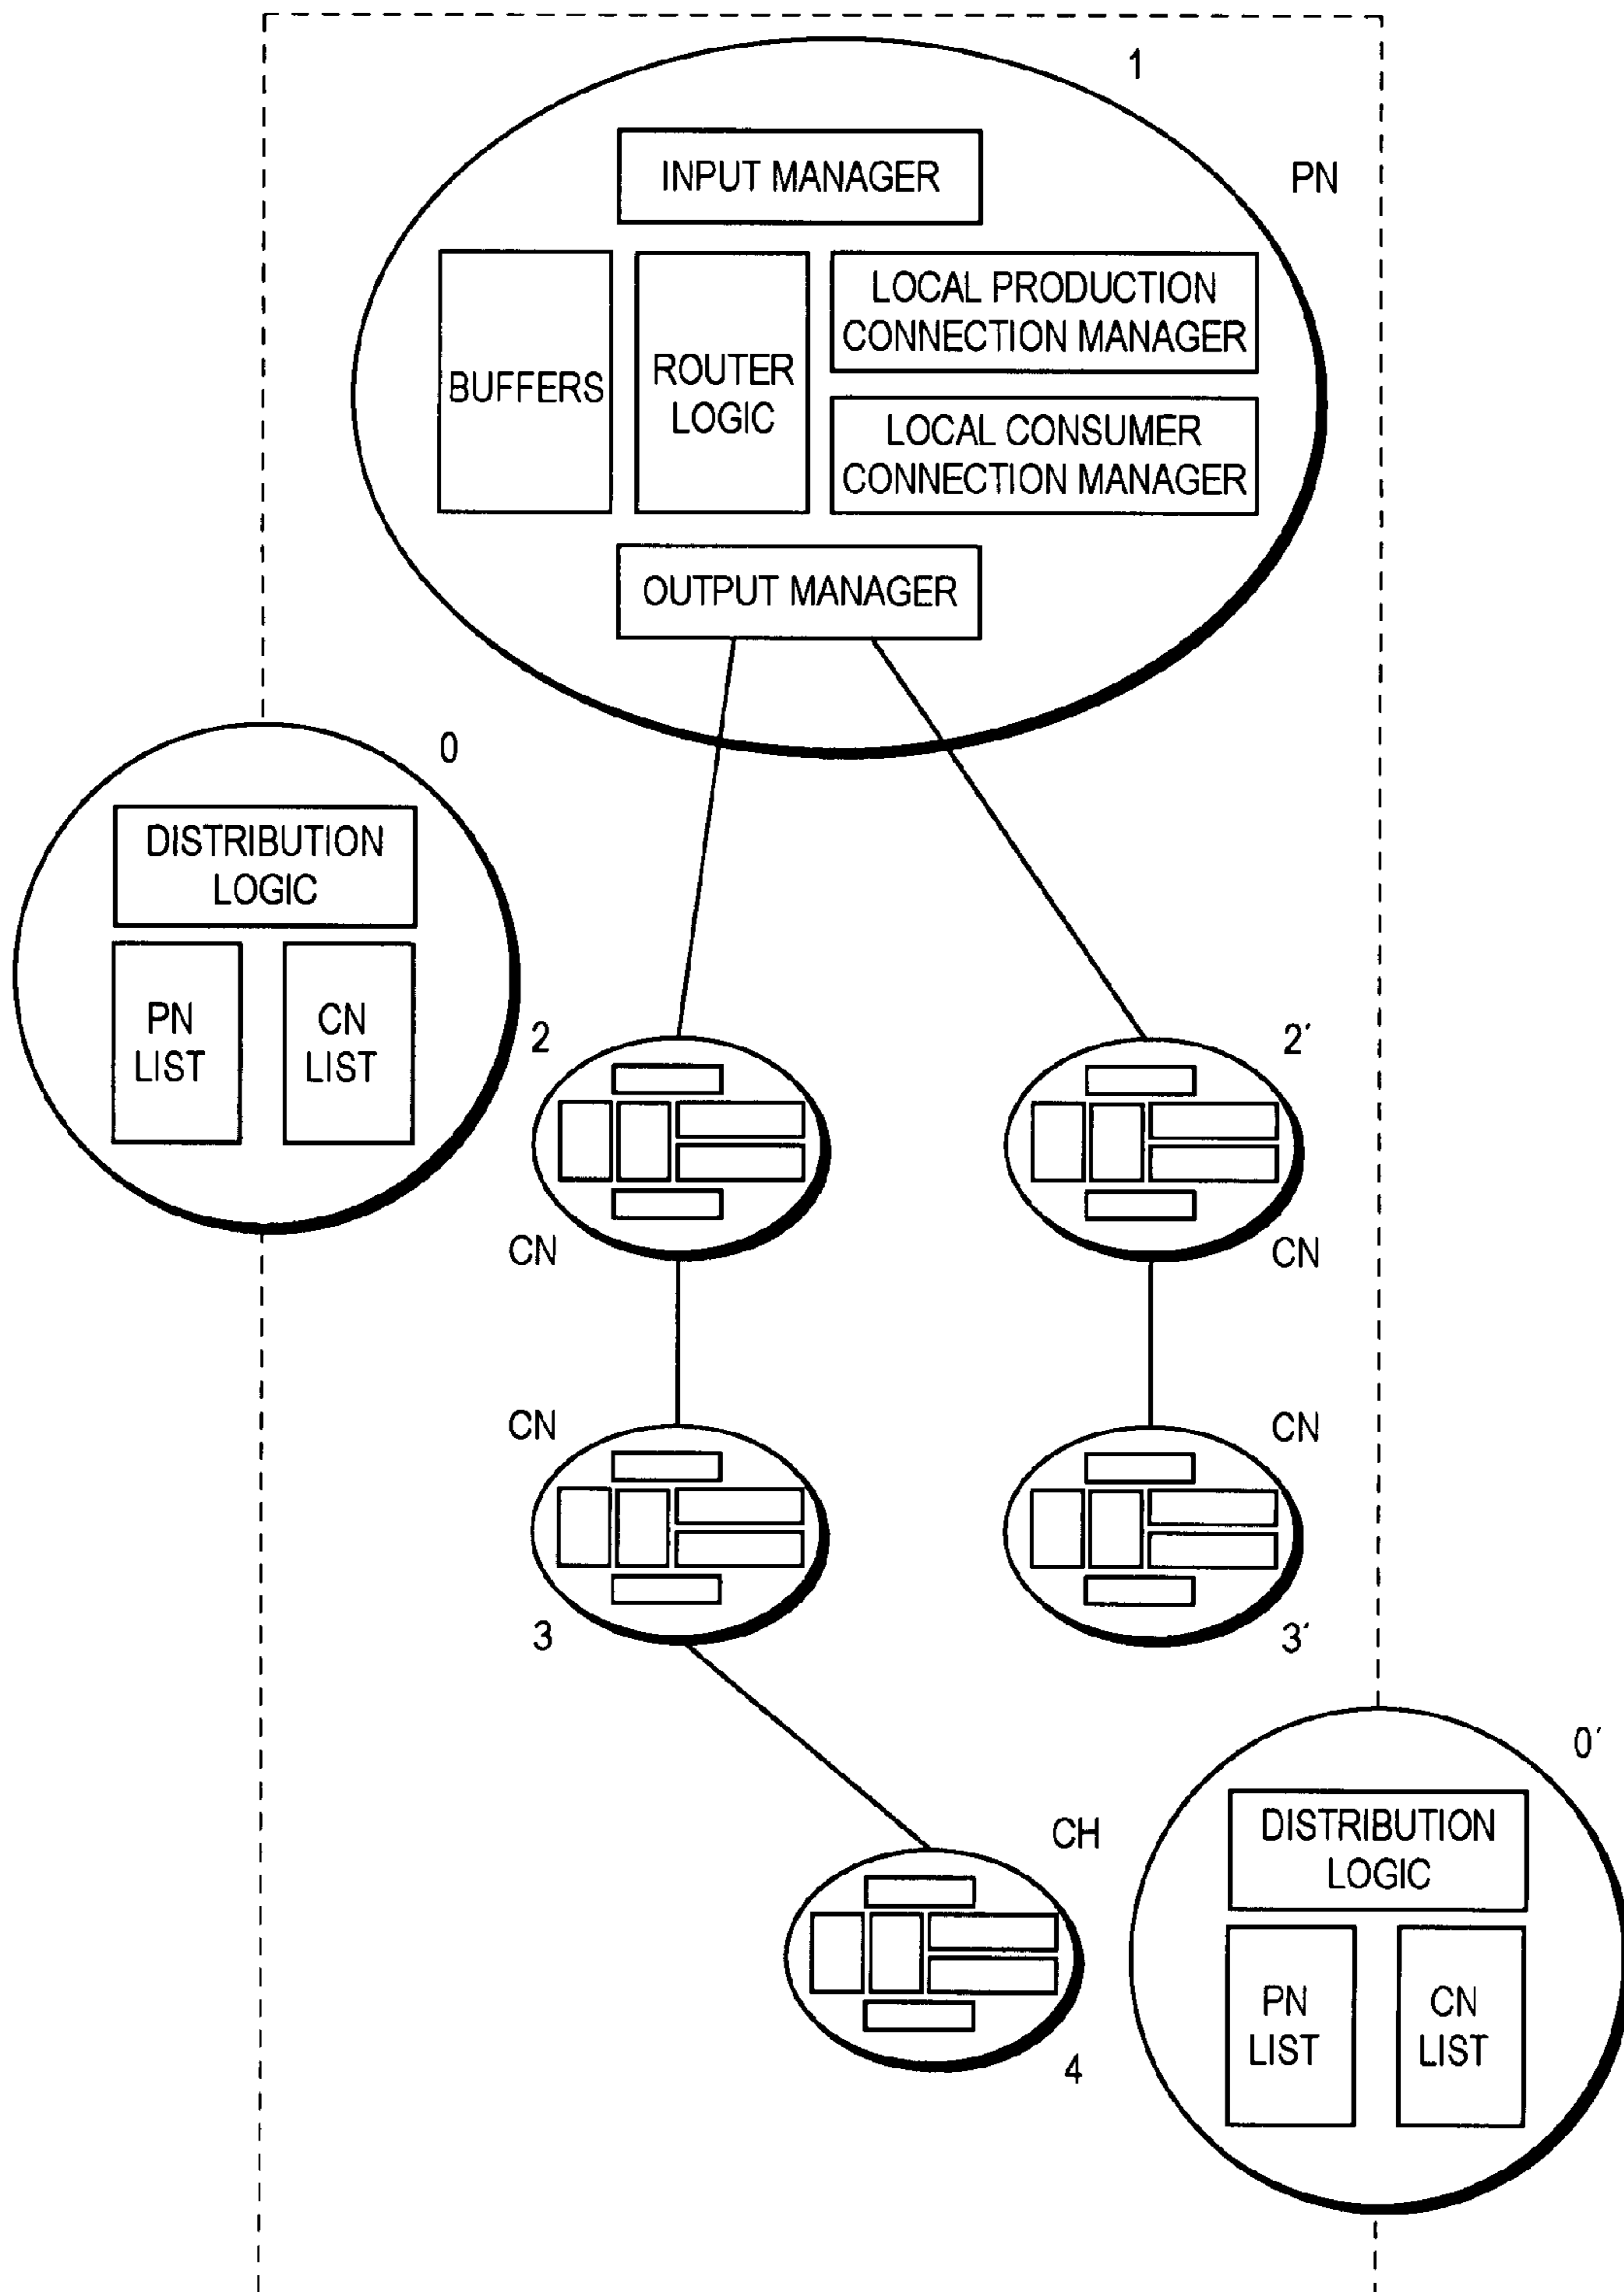 1
PN
INPUT MANAGER
BUFFERS
ROUTER
LOGIC
LOCAL PRODUCTION
CONNECTION MANAGER
LOCAL CONSUMER
CONNECTION MANAGER
OUTPUT MANAGER
0
DISTRIBUTION
LOGIC
PN
LIST
CN
LIST
2
CN
2′
CN
CN
3
CN
3′
CH
4
0′
DISTRIBUTION
LOGIC
PN
LIST
CN
LIST